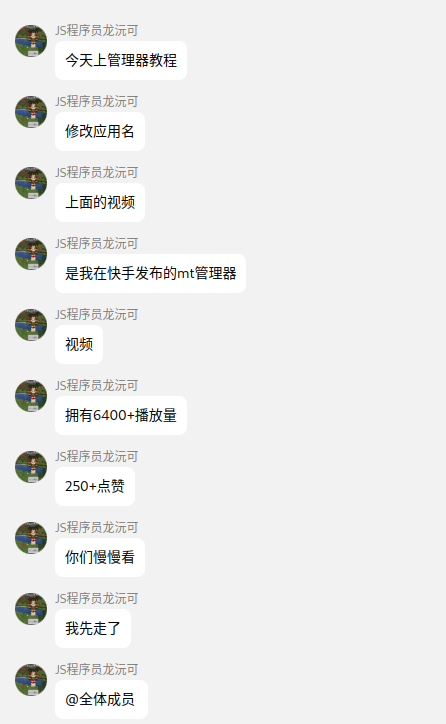 JS程序员龙沅可
今天上管理器教程
JS程序员龙沅可
修改应用名
JS程序员龙沅可
上面的视频
JS程序员龙沅可
是我在快手发布的mt管理器
JS程序员龙沅可
视频
JS程序员龙沅可
拥有6400+播放量
JS程序员龙沅可
250+点赞
JS程序员龙沅可
你们慢慢看
JS程序员龙沅可
我先走了
JS程序员龙沅可
@全体成员